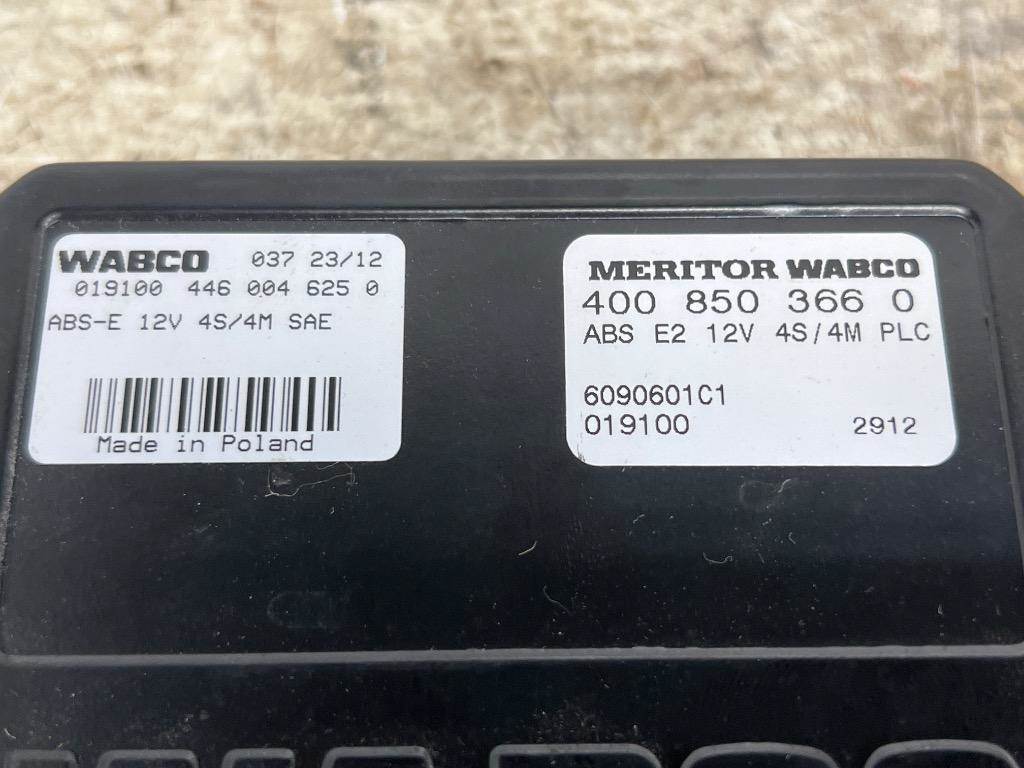 WABCO 037 23/12
019100 446 004 625 0
ABS-E 12V 4S/4M SAE
Made in Poland
MERITOR WABCO
400 850 366 0
ABS E2 12V 4S/4M PLC
6090601C1
019100 2912